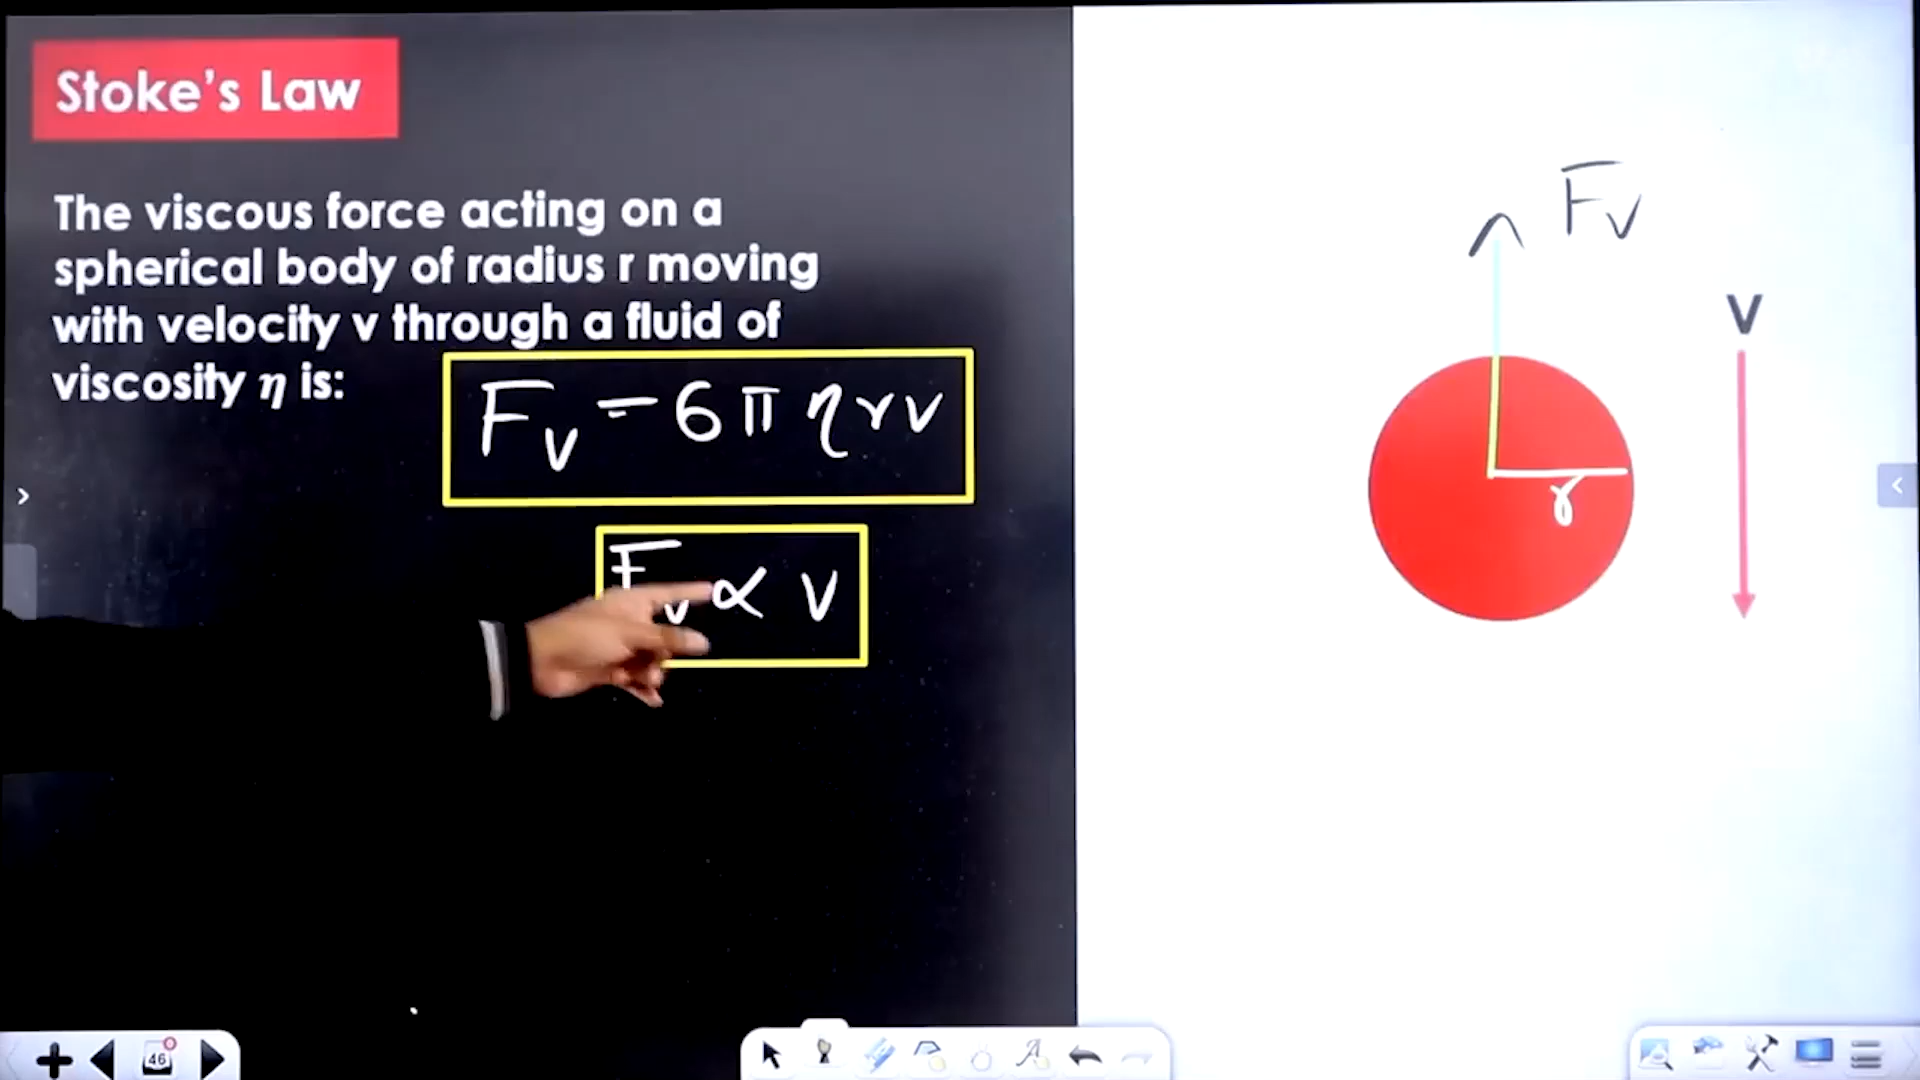 Stoke's Law
The viscous force acting on a
spherical body of radius r moving
with velocity v through a fluid of
viscosity η is:
Fv = 6 π η r v
Fv ∝ v
Fv
V
r
46